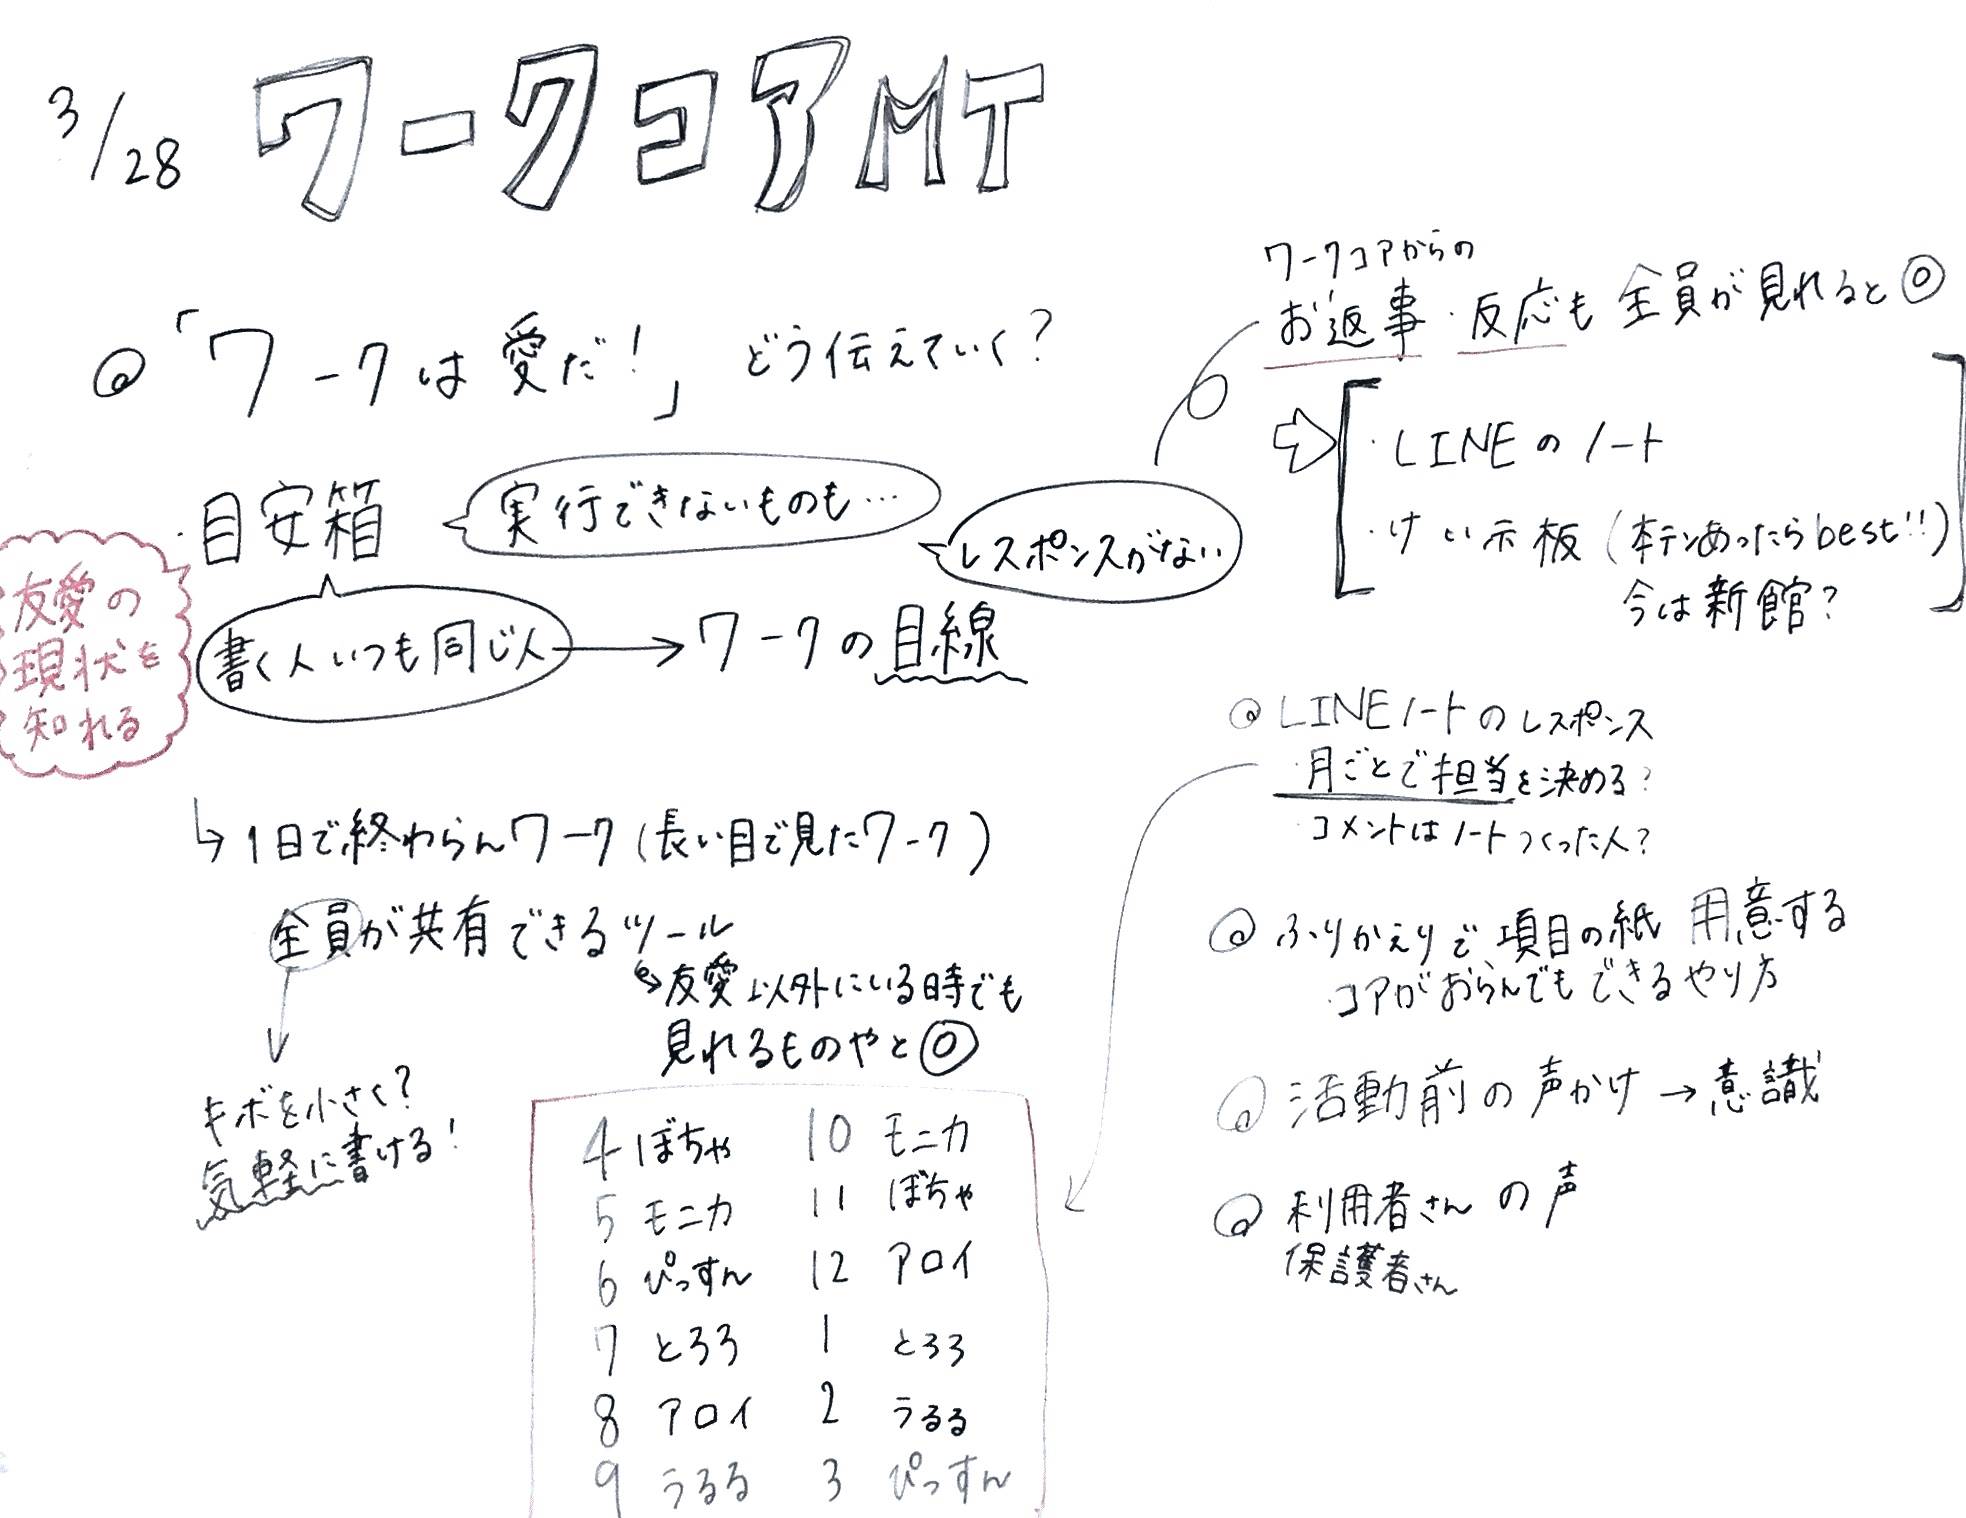 3/28 ワークコアMT
@「ワークは愛だ!」どう伝えていく?
・目安箱
実行できないものも…
レスポンスがない
友愛の
現状を
知れる
書く人いつも同じ人 → ワークの目線
↳ 1日で終わらんワーク(長い目で見たワーク)
全員が共有できるツール
↳ 友愛以外にいる時でも
見れるものやと◎
キボを小さく?
気軽に書ける!
ワークコアからの
お返事・反応も全員が見れると◎
⇨ ・LINEのノート
・けい示板(本テンあったらbest!!)
今は新館?
@ LINEノートのレスポンス
・月ごとで担当を決める?
・コメントはノートつくった人?
@ ふりかえりで項目の紙 用意する
・コアがおらんでもできるやり方
@ 活動前の声かけ → 意識
@ 利用者さんの声
保護者さん
4 ぼちゃ 10 モニカ
5 モニカ 11 ぼちゃ
6 ぴっすん 12 アロイ
7 とろろ 1 とろろ
8 アロイ 2 うるる
9 うるる 3 ぴっすん